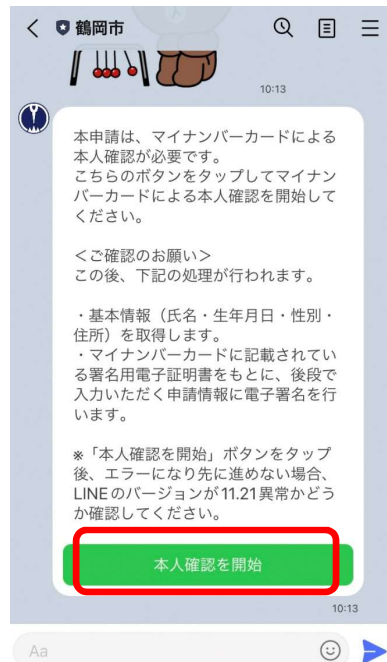 鶴岡市
10:13
本申請は、マイナンバーカードによる
本人確認が必要です。
こちらのボタンをタップしてマイナン
バーカードによる本人確認を開始して
ください。
＜ご確認のお願い＞
この後、下記の処理が行われます。
・基本情報（氏名・生年月日・性別・
住所）を取得します。
・マイナンバーカードに記載されてい
る署名用電子証明書をもとに、後段で
入力いただく申請情報に電子署名を行
います。
※「本人確認を開始」ボタンをタップ
後、エラーになり先に進めない場合、
LINEのバージョンが11.21異常かどう
か確認してください。
本人確認を開始
10:13
Aa